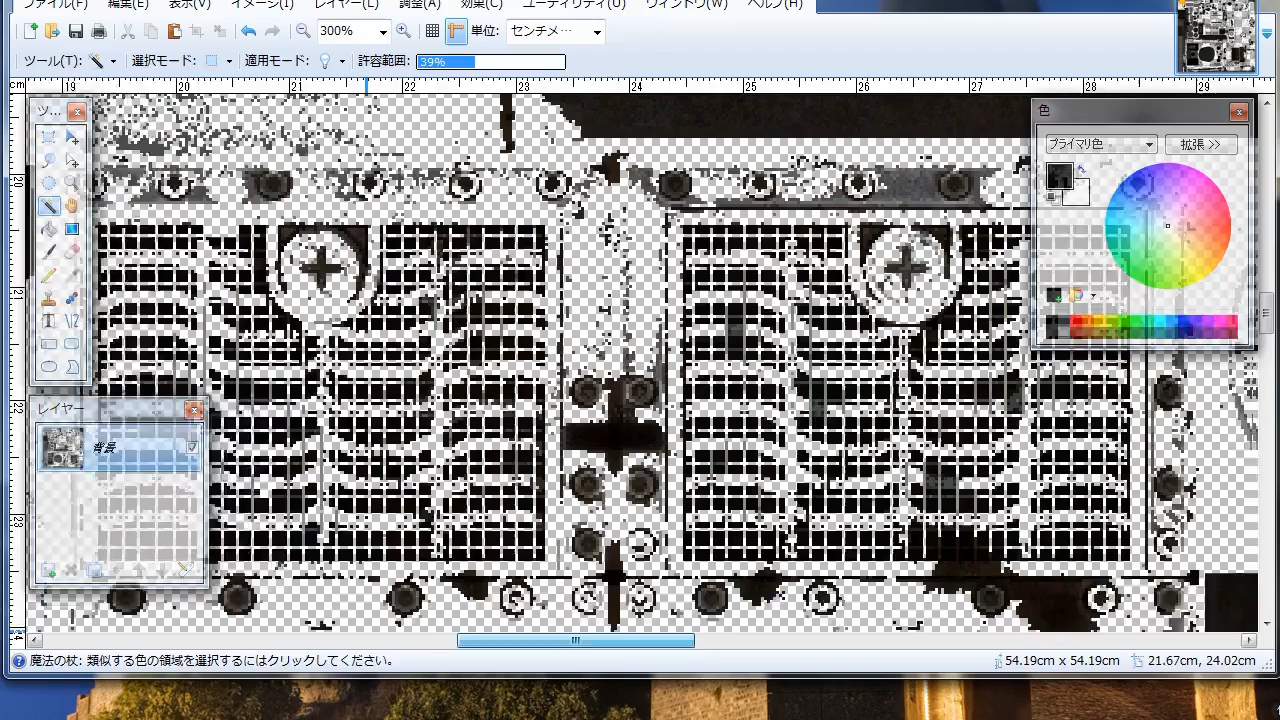 ファイル(F) 編集(E) 表示(V) イメージ(I) レイヤー(L) 調整(A) 効果(C) ユーティリティ(U) ウィンドウ(W) ヘルプ(H)
300% 単位: センチメ…
ツール(T): 選択モード: 適用モード: 許容範囲: 39%
cm 19 20 21 22 23 24 25 26 27 28 29
ツ...
色
プライマリ色 拡張 >>
20
21
22
23
レイヤー
背景
魔法の杖: 類似する色の領域を選択するにはクリックしてください。 54.19cm x 54.19cm 21.67cm, 24.02cm